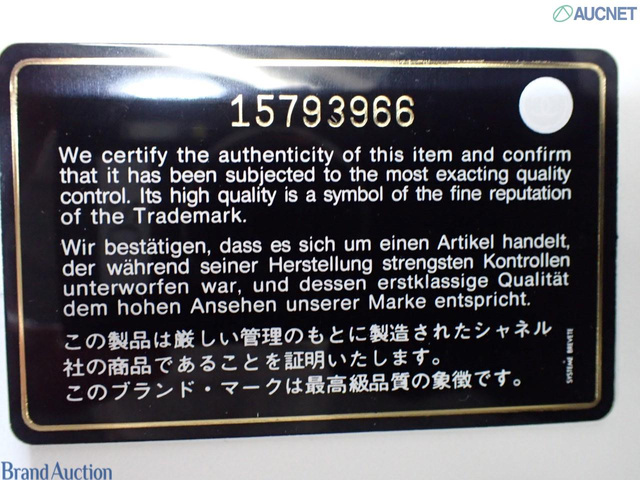 AUCNET
15793966
We certify the authenticity of this item and confirm
that it has been subjected to the most exacting quality
control. Its high quality is a symbol of the fine reputation
of the Trademark.
Wir bestätigen, dass es sich um einen Artikel handelt,
der während seiner Herstellung strengsten Kontrollen
unterworfen war, und dessen erstklassige Qualität
dem hohen Ansehen unserer Marke entspricht.
この製品は厳しい管理のもとに製造されたシャネル
社の商品であることを証明いたします。
このブランド・マークは最高級品質の象徴です。
SYSTEME BREVETE
Brand Auction